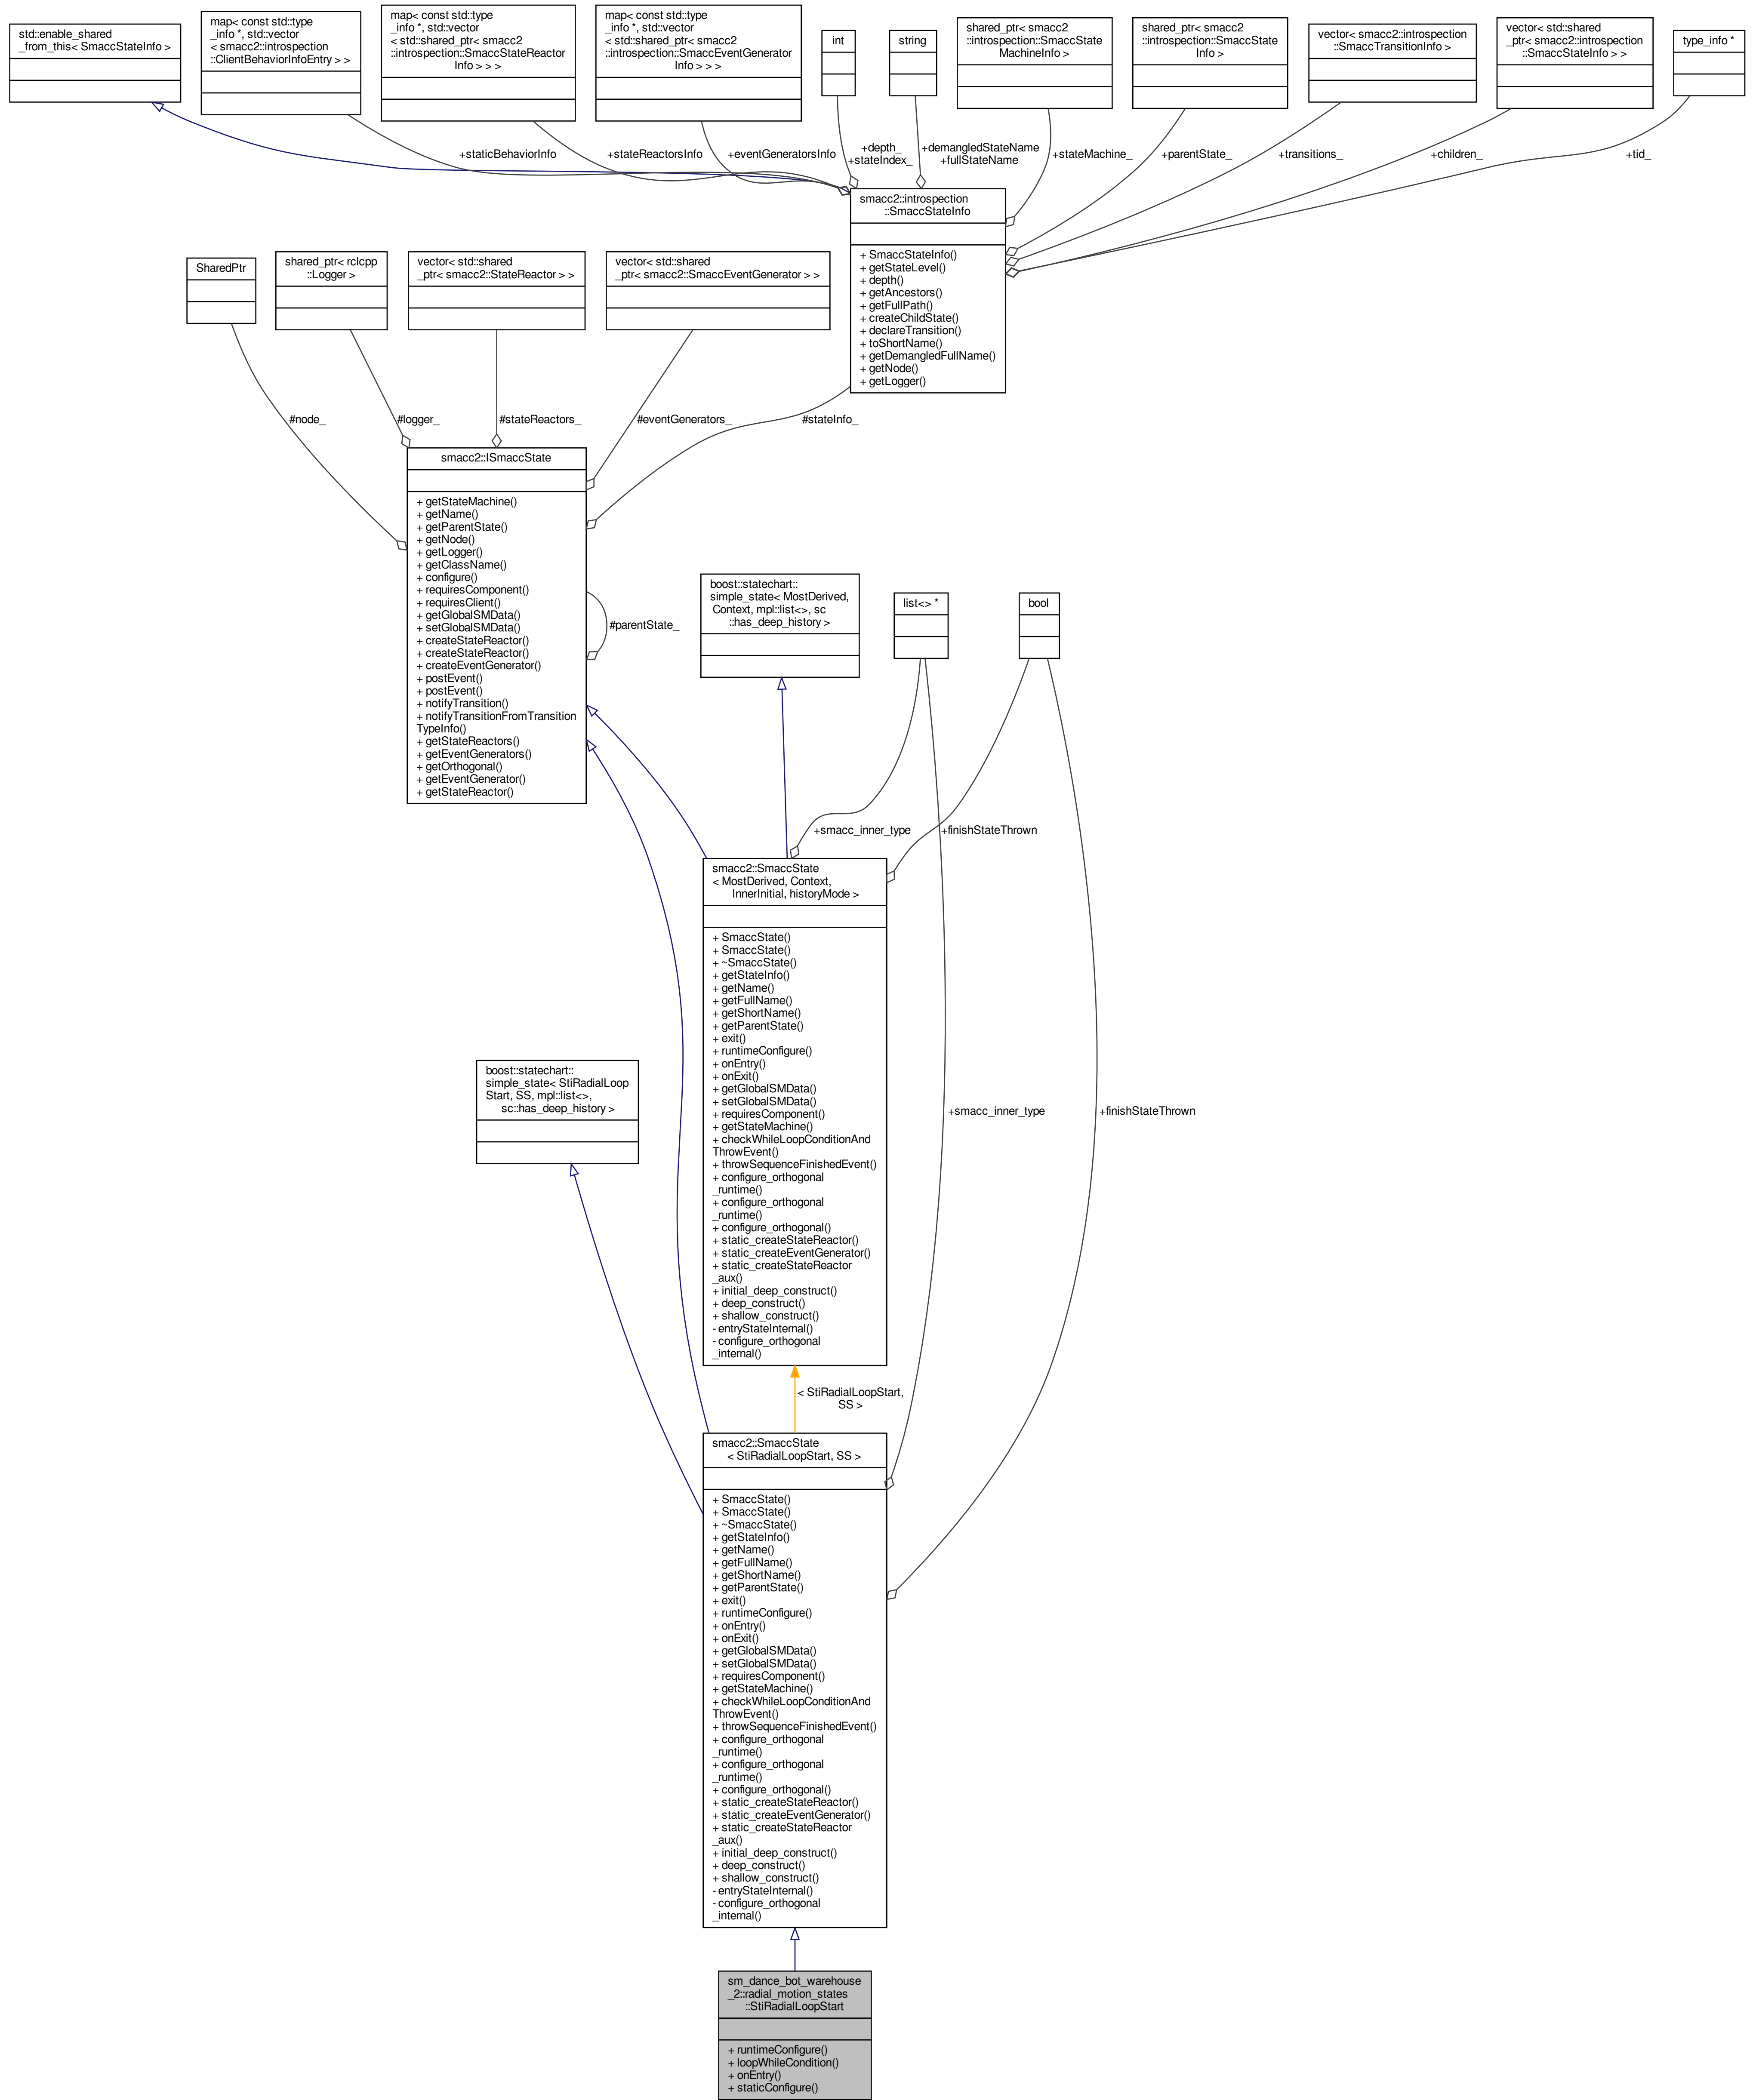 std::enable_shared
_from_this< SmaccStateInfo >
map< const std::type
_info *, std::vector
< smacc2::introspection
::ClientBehaviorInfoEntry > >
map< const std::type
_info *, std::vector
< std::shared_ptr< smacc2
::introspection::SmaccStateReactor
Info > > >
map< const std::type
_info *, std::vector
< std::shared_ptr< smacc2
::introspection::SmaccEventGenerator
Info > > >
int
string
shared_ptr< smacc2
::introspection::SmaccState
MachineInfo >
shared_ptr< smacc2
::introspection::SmaccState
Info >
vector< smacc2::introspection
::SmaccTransitionInfo >
vector< std::shared
_ptr< smacc2::introspection
::SmaccStateInfo > >
type_info *
+staticBehaviorInfo
+stateReactorsInfo
+eventGeneratorsInfo
+depth_
+stateIndex_
+demangledStateName
+fullStateName
+stateMachine_
+parentState_
+transitions_
+children_
+tid_
smacc2::introspection
::SmaccStateInfo
+ SmaccStateInfo()
+ getStateLevel()
+ depth()
+ getAncestors()
+ getFullPath()
+ createChildState()
+ declareTransition()
+ toShortName()
+ getDemangledFullName()
+ getNode()
+ getLogger()
SharedPtr
shared_ptr< rclcpp
::Logger >
vector< std::shared
_ptr< smacc2::StateReactor > >
vector< std::shared
_ptr< smacc2::SmaccEventGenerator > >
#node_
#logger_
#stateReactors_
#eventGenerators_
#stateInfo_
smacc2::ISmaccState
+ getStateMachine()
+ getName()
+ getParentState()
+ getNode()
+ getLogger()
+ getClassName()
+ configure()
+ requiresComponent()
+ requiresClient()
+ getGlobalSMData()
+ setGlobalSMData()
+ createStateReactor()
+ createStateReactor()
+ createEventGenerator()
+ postEvent()
+ postEvent()
+ notifyTransition()
+ notifyTransitionFromTransition
TypeInfo()
+ getStateReactors()
+ getEventGenerators()
+ getOrthogonal()
+ getEventGenerator()
+ getStateReactor()
#parentState_
boost::statechart::
simple_state< MostDerived,
Context, mpl::list<>, sc
::has_deep_history >
list<> *
bool
+smacc_inner_type
+finishStateThrown
smacc2::SmaccState
< MostDerived, Context,
InnerInitial, historyMode >
+ SmaccState()
+ SmaccState()
+ ~SmaccState()
+ getStateInfo()
+ getName()
+ getFullName()
+ getShortName()
+ getParentState()
+ exit()
+ runtimeConfigure()
+ onEntry()
+ onExit()
+ getGlobalSMData()
+ setGlobalSMData()
+ requiresComponent()
+ getStateMachine()
+ checkWhileLoopConditionAnd
ThrowEvent()
+ throwSequenceFinishedEvent()
+ configure_orthogonal
_runtime()
+ configure_orthogonal
_runtime()
+ configure_orthogonal()
+ static_createStateReactor()
+ static_createEventGenerator()
+ static_createStateReactor
_aux()
+ initial_deep_construct()
+ deep_construct()
+ shallow_construct()
- entryStateInternal()
- configure_orthogonal
_internal()
boost::statechart::
simple_state< StiRadialLoop
Start, SS, mpl::list<>,
sc::has_deep_history >
+smacc_inner_type
+finishStateThrown
< StiRadialLoopStart,
SS >
smacc2::SmaccState
< StiRadialLoopStart, SS >
+ SmaccState()
+ SmaccState()
+ ~SmaccState()
+ getStateInfo()
+ getName()
+ getFullName()
+ getShortName()
+ getParentState()
+ exit()
+ runtimeConfigure()
+ onEntry()
+ onExit()
+ getGlobalSMData()
+ setGlobalSMData()
+ requiresComponent()
+ getStateMachine()
+ checkWhileLoopConditionAnd
ThrowEvent()
+ throwSequenceFinishedEvent()
+ configure_orthogonal
_runtime()
+ configure_orthogonal
_runtime()
+ configure_orthogonal()
+ static_createStateReactor()
+ static_createEventGenerator()
+ static_createStateReactor
_aux()
+ initial_deep_construct()
+ deep_construct()
+ shallow_construct()
- entryStateInternal()
- configure_orthogonal
_internal()
sm_dance_bot_warehouse
_2::radial_motion_states
::StiRadialLoopStart
+ runtimeConfigure()
+ loopWhileCondition()
+ onEntry()
+ staticConfigure()